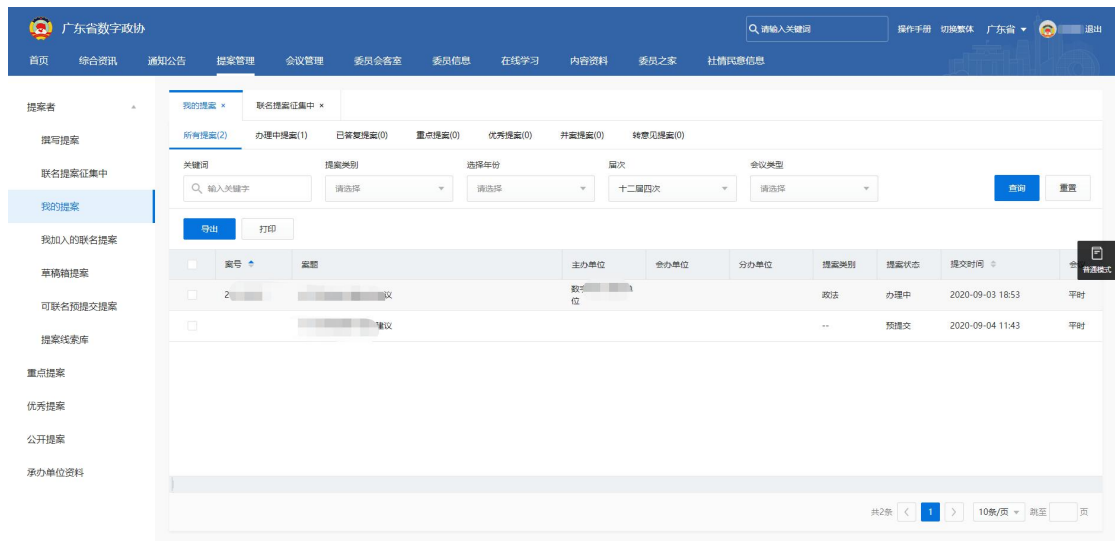 广东省数字政协
请输入关键词
操作手册 切换繁体 广东省 退出
首页 综合资讯 通知公告 提案管理 会议管理 委员会客室 委员信息 在线学习 内容资料 委员之家 社情民意信息
提案者
撰写提案
联名提案征集中
我的提案
我加入的联名提案
草稿箱提案
可联名预提交提案
提案线索库
重点提案
优秀提案
公开提案
承办单位资料
我的提案 × 联名提案征集中 ×
所有提案(2) 办理中提案(1) 已答复提案(0) 重点提案(0) 优秀提案(0) 并案提案(0) 转意见提案(0)
关键词 提案类别 选择年份 届次 会议类型
输入关键字 请选择 请选择 十二届四次 请选择 查询 重置
导出 打印
普通模式
案号 案题 主办单位 会办单位 分办单位 提案类别 提案状态 提交时间
2 议 数字 位 政法 办理中 2020-09-03 18:53 平时
建议 -- 预提交 2020-09-04 11:43 平时
共2条 < 1 > 10条/页 跳至 页